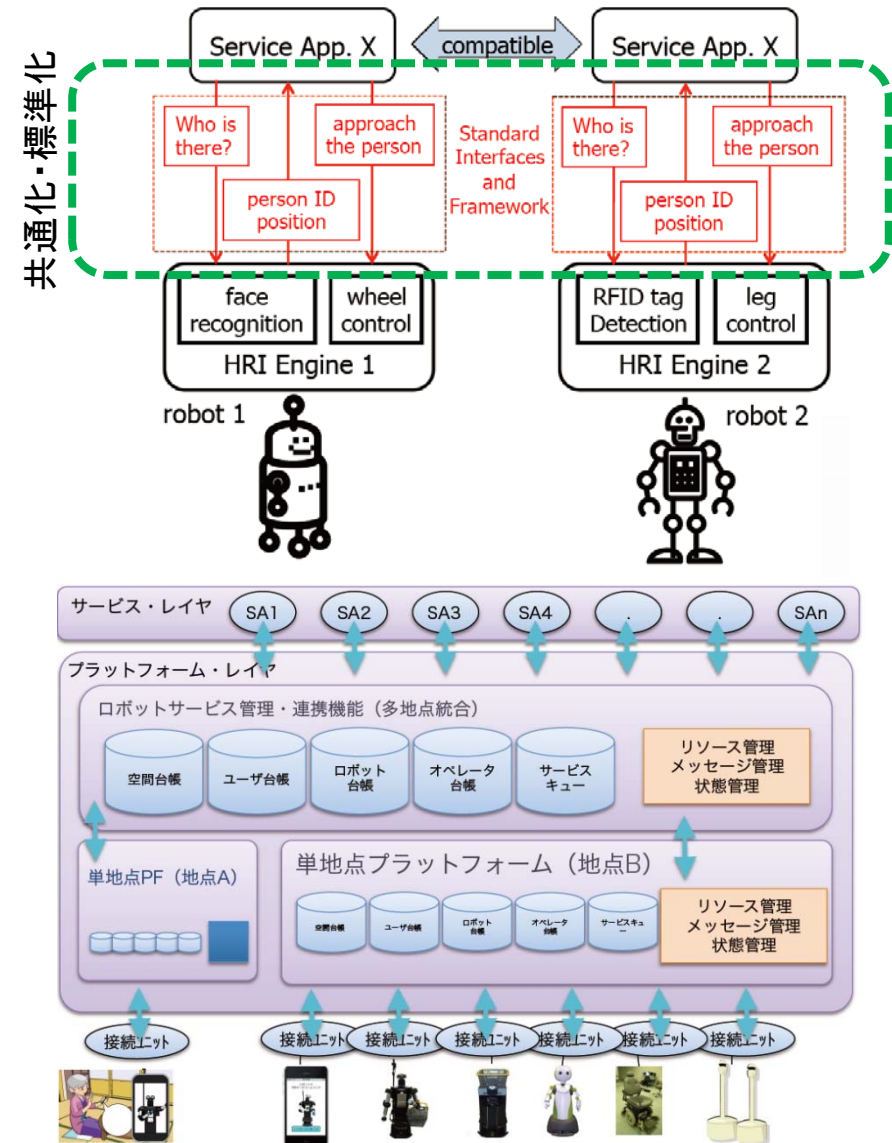 共通化・標準化
Service App. X
compatible
Service App. X
Who is
there?
approach
the person
person ID
position
Standard
Interfaces
and
Framework
Who is
there?
approach
the person
person ID
position
face
recognition
wheel
control
HRI Engine 1
RFID tag
Detection
leg
control
HRI Engine 2
robot 1
robot 2
サービス・レイヤ
SA1
SA2
SA3
SA4
.
.
SAn
プラットフォーム・レイヤ
ロボットサービス管理・連携機能（多地点統合）
空間台帳
ユーザ台帳
ロボット
台帳
オペレータ
台帳
サービス
キュー
リソース管理
メッセージ管理
状態管理
単地点PF（地点A）
単地点プラットフォーム（地点B）
空間台帳
ユーザ台帳
ロボット
台帳
オペレータ
台帳
サービスキュ
ー
リソース管理
メッセージ管理
状態管理
接続ユニット
接続ユニット
接続ユニット
接続ユニット
接続ユニット
接続ユニット
接続ユニット